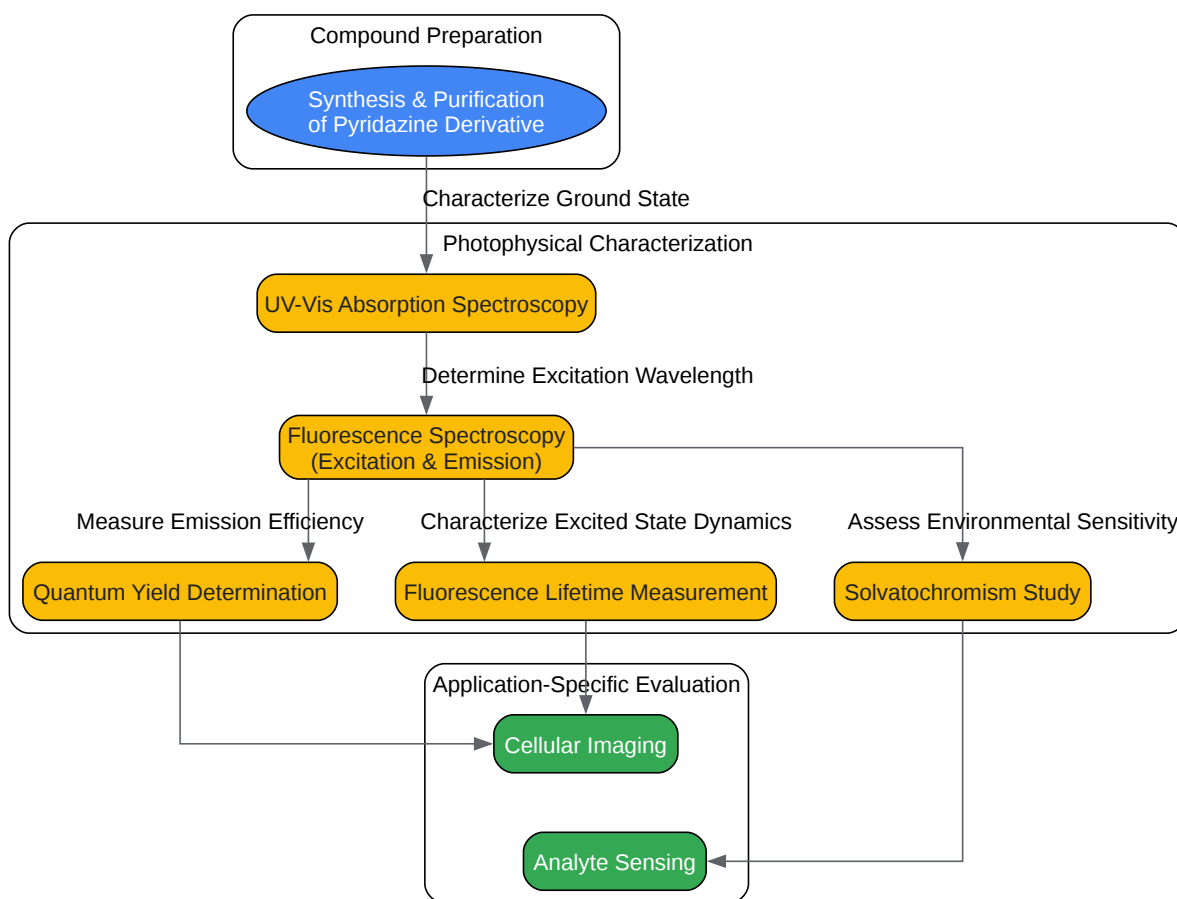 Compound Preparation
Synthesis & Purification
of Pyridazine Derivative
Characterize Ground State
Photophysical Characterization
UV-Vis Absorption Spectroscopy
Determine Excitation Wavelength
Fluorescence Spectroscopy
(Excitation & Emission)
Measure Emission Efficiency
Characterize Excited State Dynamics
Assess Environmental Sensitivity
Quantum Yield Determination
Fluorescence Lifetime Measurement
Solvatochromism Study
Application-Specific Evaluation
Cellular Imaging
Analyte Sensing